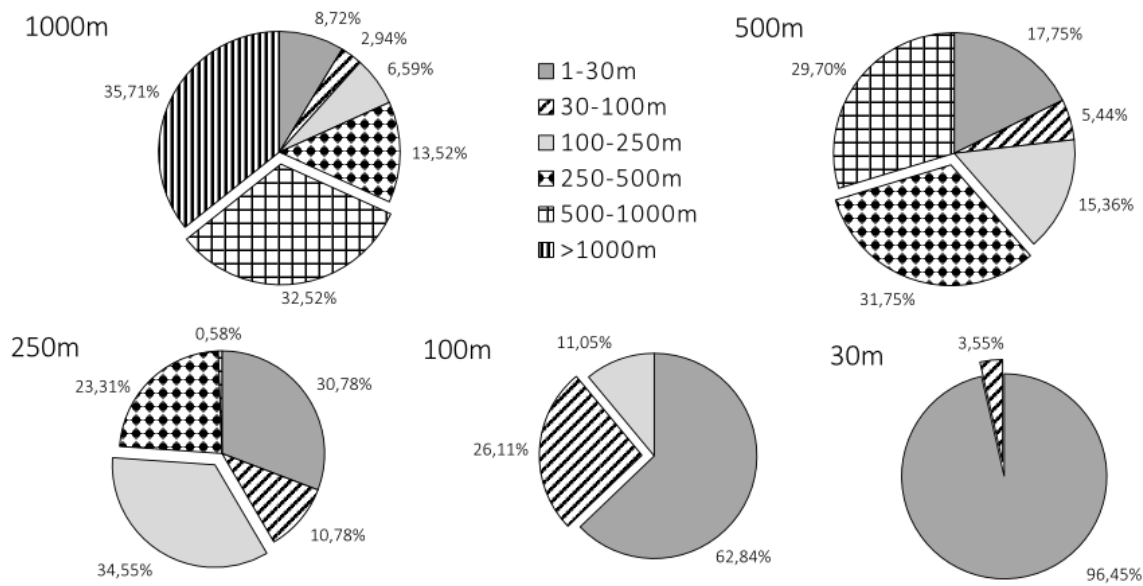 1000m
8,72%
2,94%
6,59%
35,71%
13,52%
32,52%
1-30m
30-100m
100-250m
250-500m
500-1000m
>1000m
500m
17,75%
29,70%
5,44%
15,36%
31,75%
250m
0,58%
23,31%
30,78%
10,78%
34,55%
100m
11,05%
26,11%
62,84%
30m
3,55%
96,45%